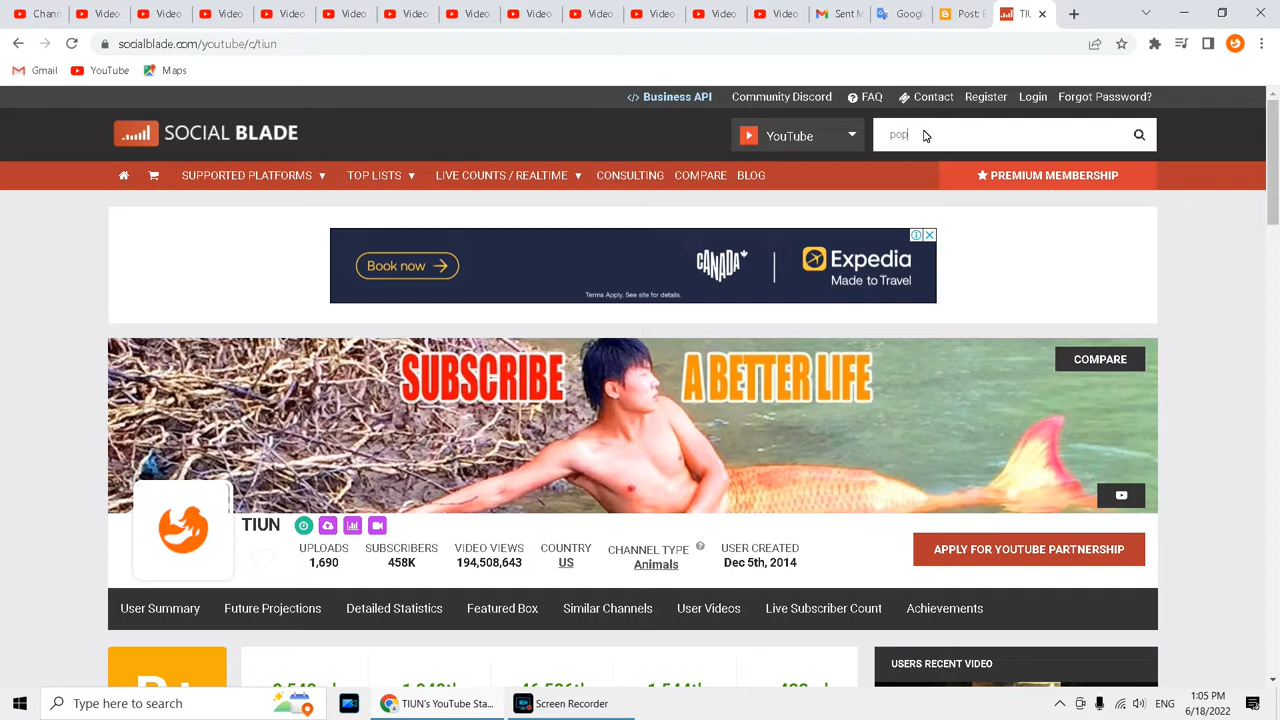 Chann
Video
Video
Video
Video
Video
Video
Video
Video
Video
Video
Video
Video
Sent M
Googl
Post: E
TIU
socialblade.com/youtube/c/tiun
Gmail
YouTube
Maps
</> Business API
Community Discord
FAQ
Contact
Register
Login
Forgot Password?
SOCIAL BLADE
YouTube
pop
SUPPORTED PLATFORMS
TOP LISTS
LIVE COUNTS / REALTIME
CONSULTING
COMPARE
BLOG
PREMIUM MEMBERSHIP
Book now
CANADA
Expedia
Made to Travel
Terms Apply. See site for details.
SUBSCRIBE
A BETTER LIFE
COMPARE
TIUN
UPLOADS
1,690
SUBSCRIBERS
458K
VIDEO VIEWS
194,508,643
COUNTRY
US
CHANNEL TYPE
Animals
USER CREATED
Dec 5th, 2014
APPLY FOR YOUTUBE PARTNERSHIP
User Summary
Future Projections
Detailed Statistics
Featured Box
Similar Channels
User Videos
Live Subscriber Count
Achievements
USERS RECENT VIDEO
Type here to search
TIUN's YouTube Sta...
Screen Recorder
ENG
1:05 PM
6/18/2022